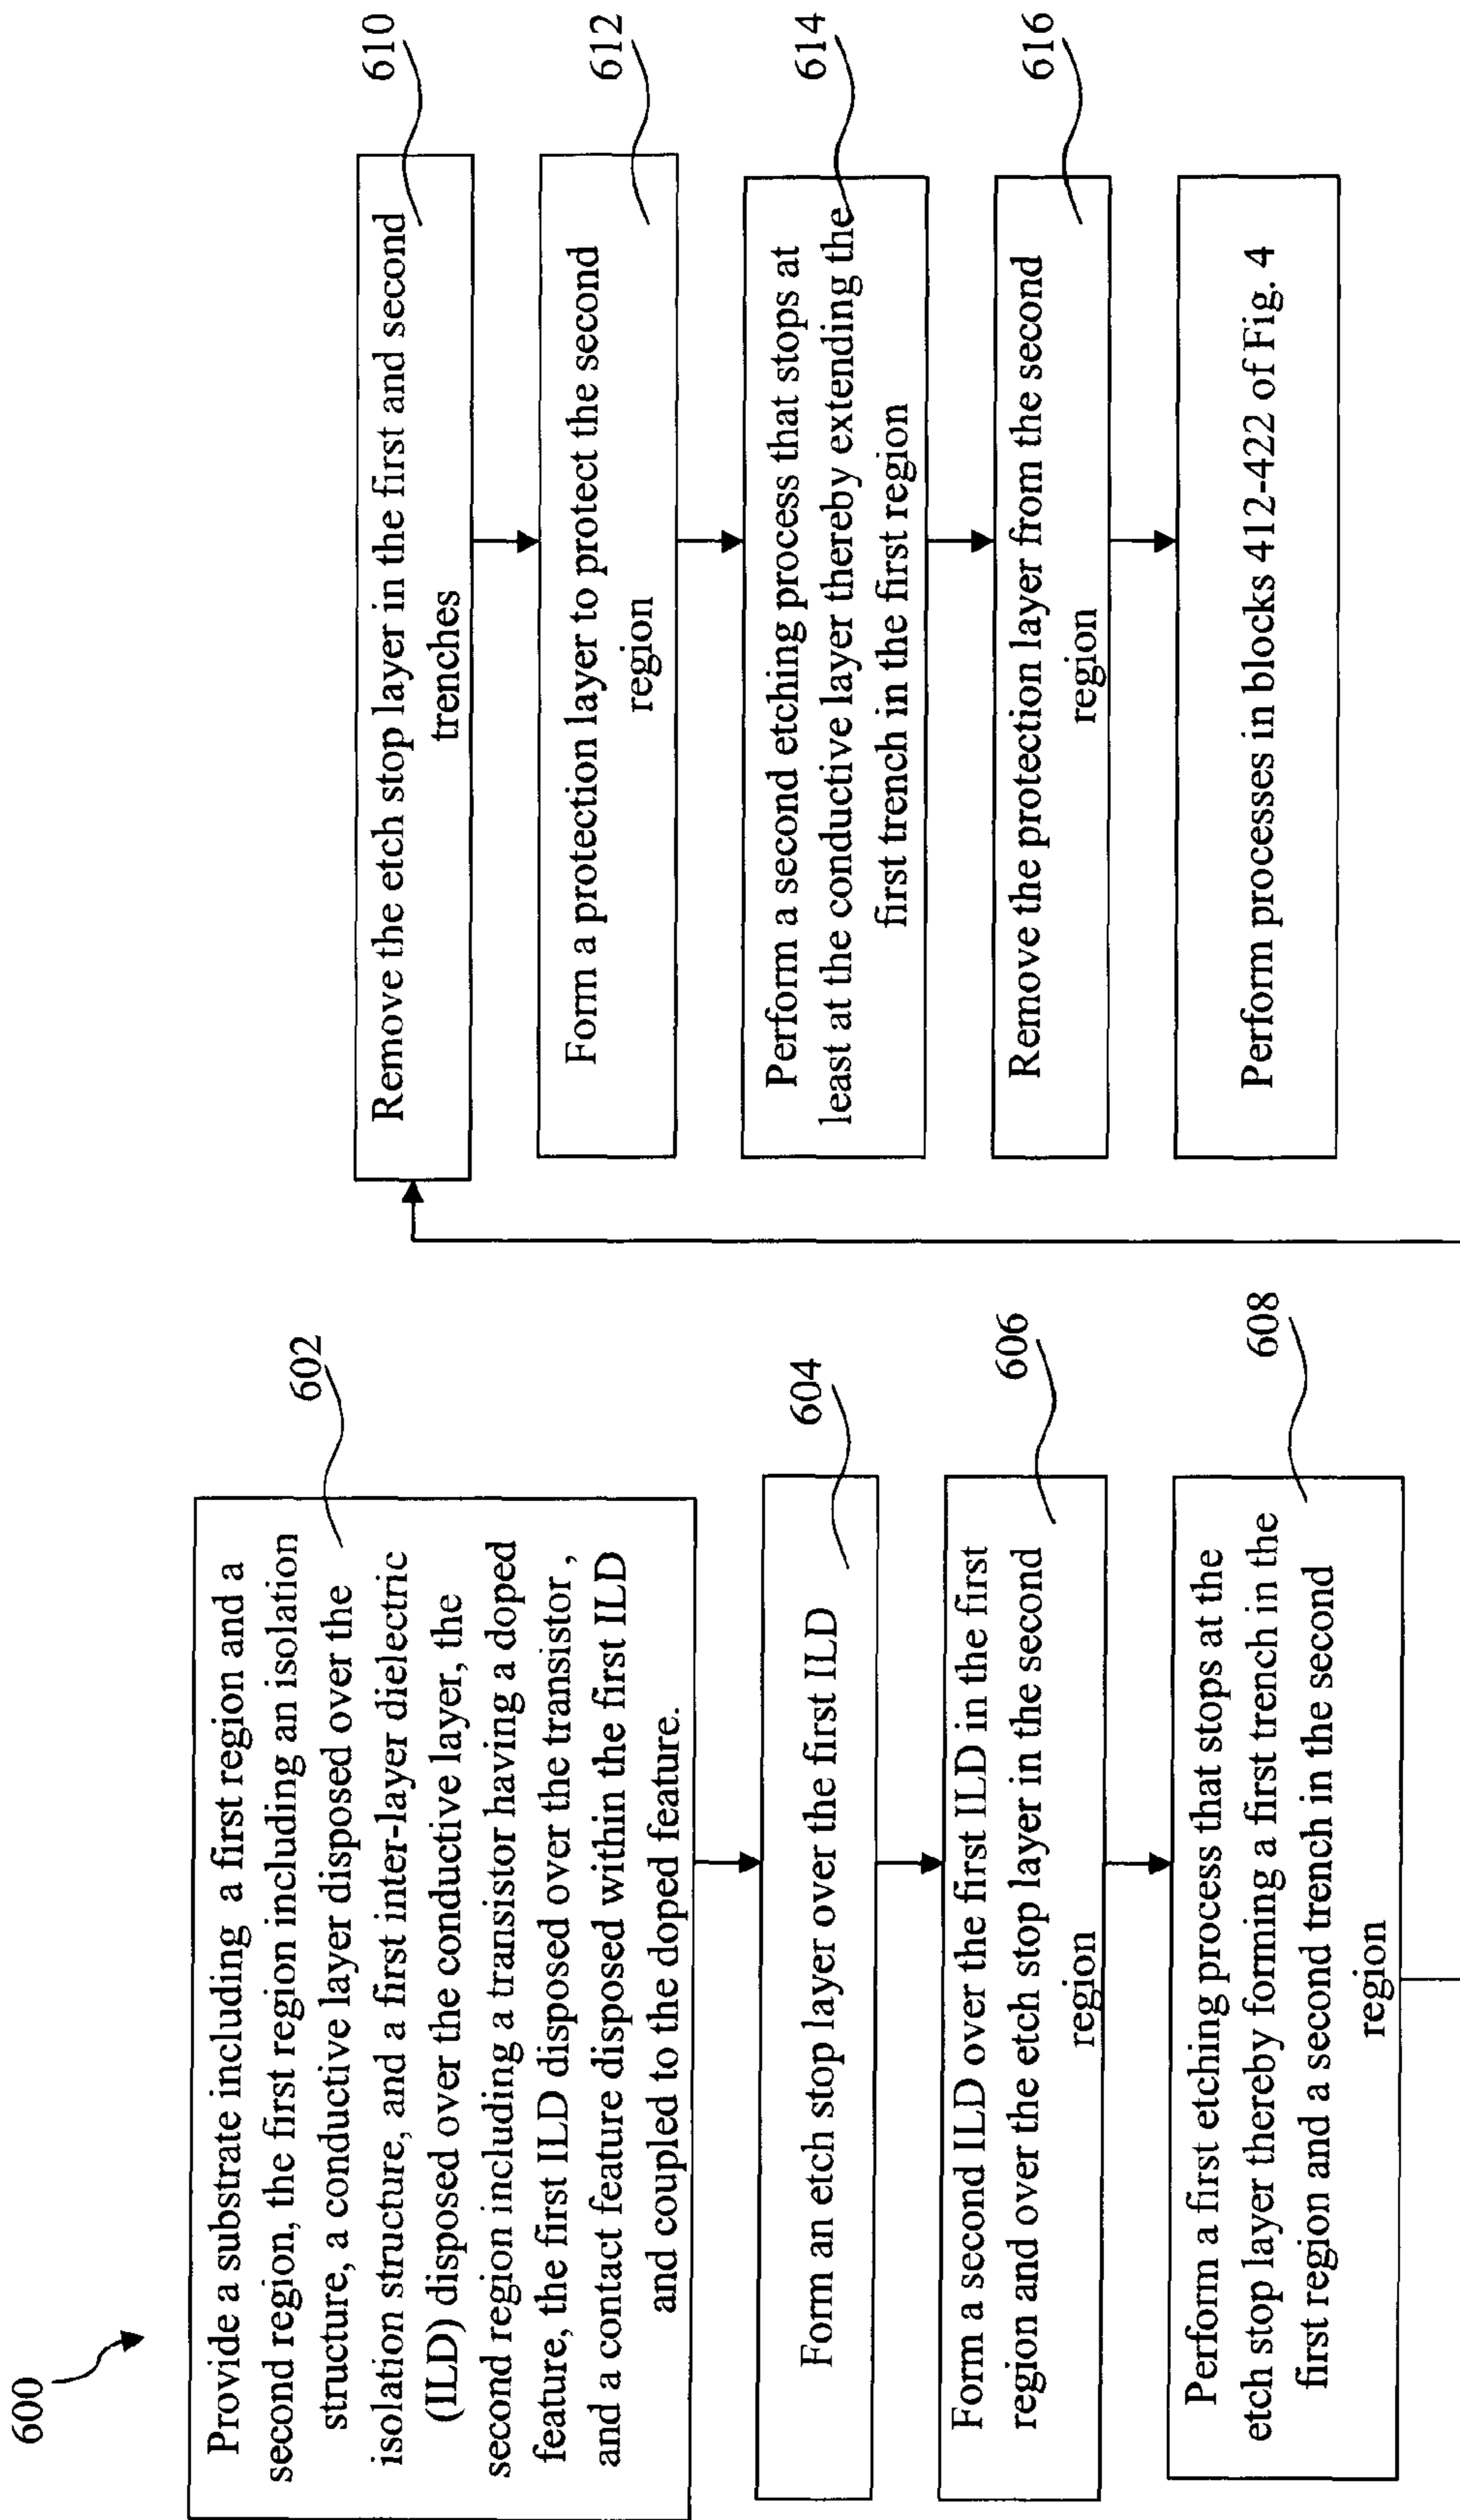 600
Provide a substrate including a first region and a
second region, the first region including an isolation
structure, a conductive layer disposed over the
isolation structure, and a first inter-layer dielectric
(ILD) disposed over the conductive layer, the
second region including a transistor having a doped
feature, the first ILD disposed over the transistor ,
and a contact feature disposed within the first ILD
and coupled to the doped feature.
602
Form an etch stop layer over the first ILD
604
Form a second ILD over the first ILD in the first
region and over the etch stop layer in the second
region
606
Perform a first etching process that stops at the
etch stop layer thereby forming a first trench in the
first region and a second trench in the second
region
608
Remove the etch stop layer in the first and second
trenches
610
Form a protection layer to protect the second
region
612
Perform a second etching process that stops at
least at the conductive layer thereby extending the
first trench in the first region
614
Remove the protection layer from the second
region
616
Perform processes in blocks 412-422 of Fig. 4